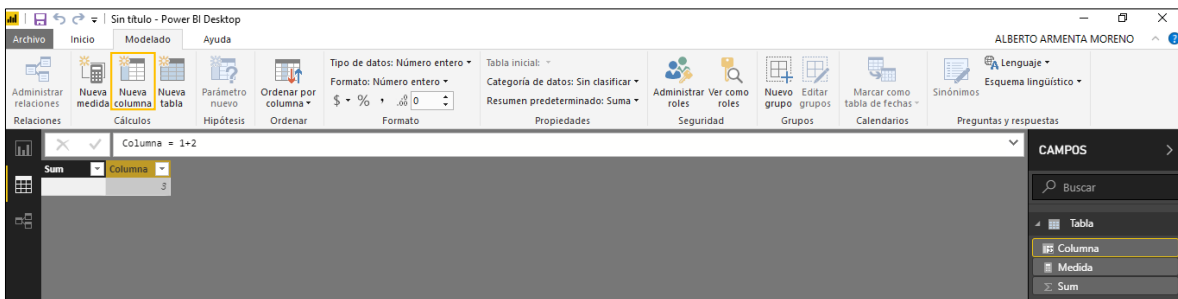 Sin título - Power BI Desktop
Archivo Inicio Modelado Ayuda ALBERTO ARMENTA MORENO
Administrar relaciones
Nueva medida
Nueva columna
Nueva tabla
Parámetro nuevo
Ordenar por columna
Tipo de datos: Número entero
Formato: Número entero
$ % , .00 0
Tabla inicial:
Categoría de datos: Sin clasificar
Resumen predeterminado: Suma
Administrar roles
Ver como roles
Nuevo grupo
Editar grupos
Marcar como tabla de fechas
Sinónimos
Lenguaje
Esquema lingüístico
Relaciones Cálculos Hipótesis Ordenar Formato Propiedades Seguridad Grupos Calendarios Preguntas y respuestas
Columna = 1+2
Sum Columna
3
CAMPOS
Buscar
Tabla
Columna
Medida
Σ Sum